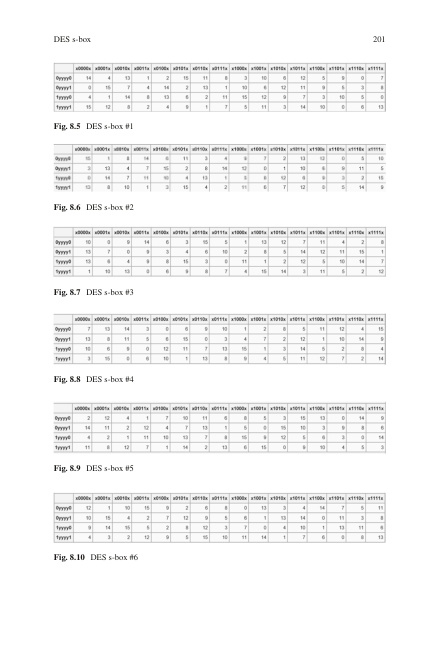 DES s-box 201
x0000x x0001x x0010x x0011x x0100x x0101x x0110x x0111x x1000x x1001x x1010x x1011x x1100x x1101x x1110x x1111x
0yyyy0 14 4 13 1 2 15 11 8 3 10 6 12 5 9 0 7
0yyyy1 0 15 7 4 14 2 13 1 10 6 12 11 9 5 3 8
1yyyy0 4 1 14 8 13 6 2 11 15 12 9 7 3 10 5 0
1yyyy1 15 12 8 2 4 9 1 7 5 11 3 14 10 0 6 13
Fig. 8.5 DES s-box #1
x0000x x0001x x0010x x0011x x0100x x0101x x0110x x0111x x1000x x1001x x1010x x1011x x1100x x1101x x1110x x1111x
0yyyy0 15 1 8 14 6 11 3 4 9 7 2 13 12 0 5 10
0yyyy1 3 13 4 7 15 2 8 14 12 0 1 10 6 9 11 5
1yyyy0 0 14 7 11 10 4 13 1 5 8 12 6 9 3 2 15
1yyyy1 13 8 10 1 3 15 4 2 11 6 7 12 0 5 14 9
Fig. 8.6 DES s-box #2
x0000x x0001x x0010x x0011x x0100x x0101x x0110x x0111x x1000x x1001x x1010x x1011x x1100x x1101x x1110x x1111x
0yyyy0 10 0 9 14 6 3 15 5 1 13 12 7 11 4 2 8
0yyyy1 13 7 0 9 3 4 6 10 2 8 5 14 12 11 15 1
1yyyy0 13 6 4 9 8 15 3 0 11 1 2 12 5 10 14 7
1yyyy1 1 10 13 0 6 9 8 7 4 15 14 3 11 5 2 12
Fig. 8.7 DES s-box #3
x0000x x0001x x0010x x0011x x0100x x0101x x0110x x0111x x1000x x1001x x1010x x1011x x1100x x1101x x1110x x1111x
0yyyy0 7 13 14 3 0 6 9 10 1 2 8 5 11 12 4 15
0yyyy1 13 8 11 5 6 15 0 3 4 7 2 12 1 10 14 9
1yyyy0 10 6 9 0 12 11 7 13 15 1 3 14 5 2 8 4
1yyyy1 3 15 0 6 10 1 13 8 9 4 5 11 12 7 2 14
Fig. 8.8 DES s-box #4
x0000x x0001x x0010x x0011x x0100x x0101x x0110x x0111x x1000x x1001x x1010x x1011x x1100x x1101x x1110x x1111x
0yyyy0 2 12 4 1 7 10 11 6 8 5 3 15 13 0 14 9
0yyyy1 14 11 2 12 4 7 13 1 5 0 15 10 3 9 8 6
1yyyy0 4 2 1 11 10 13 7 8 15 9 12 5 6 3 0 14
1yyyy1 11 8 12 7 1 14 2 13 6 15 0 9 10 4 5 3
Fig. 8.9 DES s-box #5
x0000x x0001x x0010x x0011x x0100x x0101x x0110x x0111x x1000x x1001x x1010x x1011x x1100x x1101x x1110x x1111x
0yyyy0 12 1 10 15 9 2 6 8 0 13 3 4 14 7 5 11
0yyyy1 10 15 4 2 7 12 9 5 6 1 13 14 0 11 3 8
1yyyy0 9 14 15 5 2 8 12 3 7 0 4 10 1 13 11 6
1yyyy1 4 3 2 12 9 5 15 10 11 14 1 7 6 0 8 13
Fig. 8.10 DES s-box #6